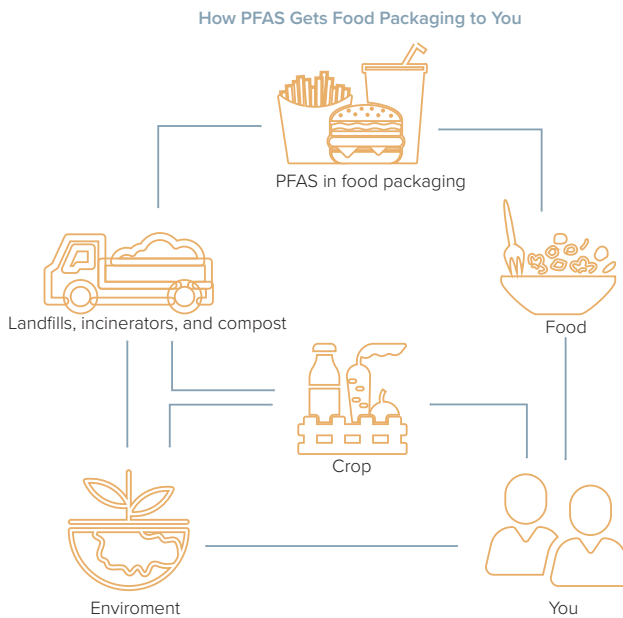 How PFAS Gets Food Packaging to You
PFAS in food packaging
Landfills, incinerators, and compost
Food
Crop
Enviroment
You